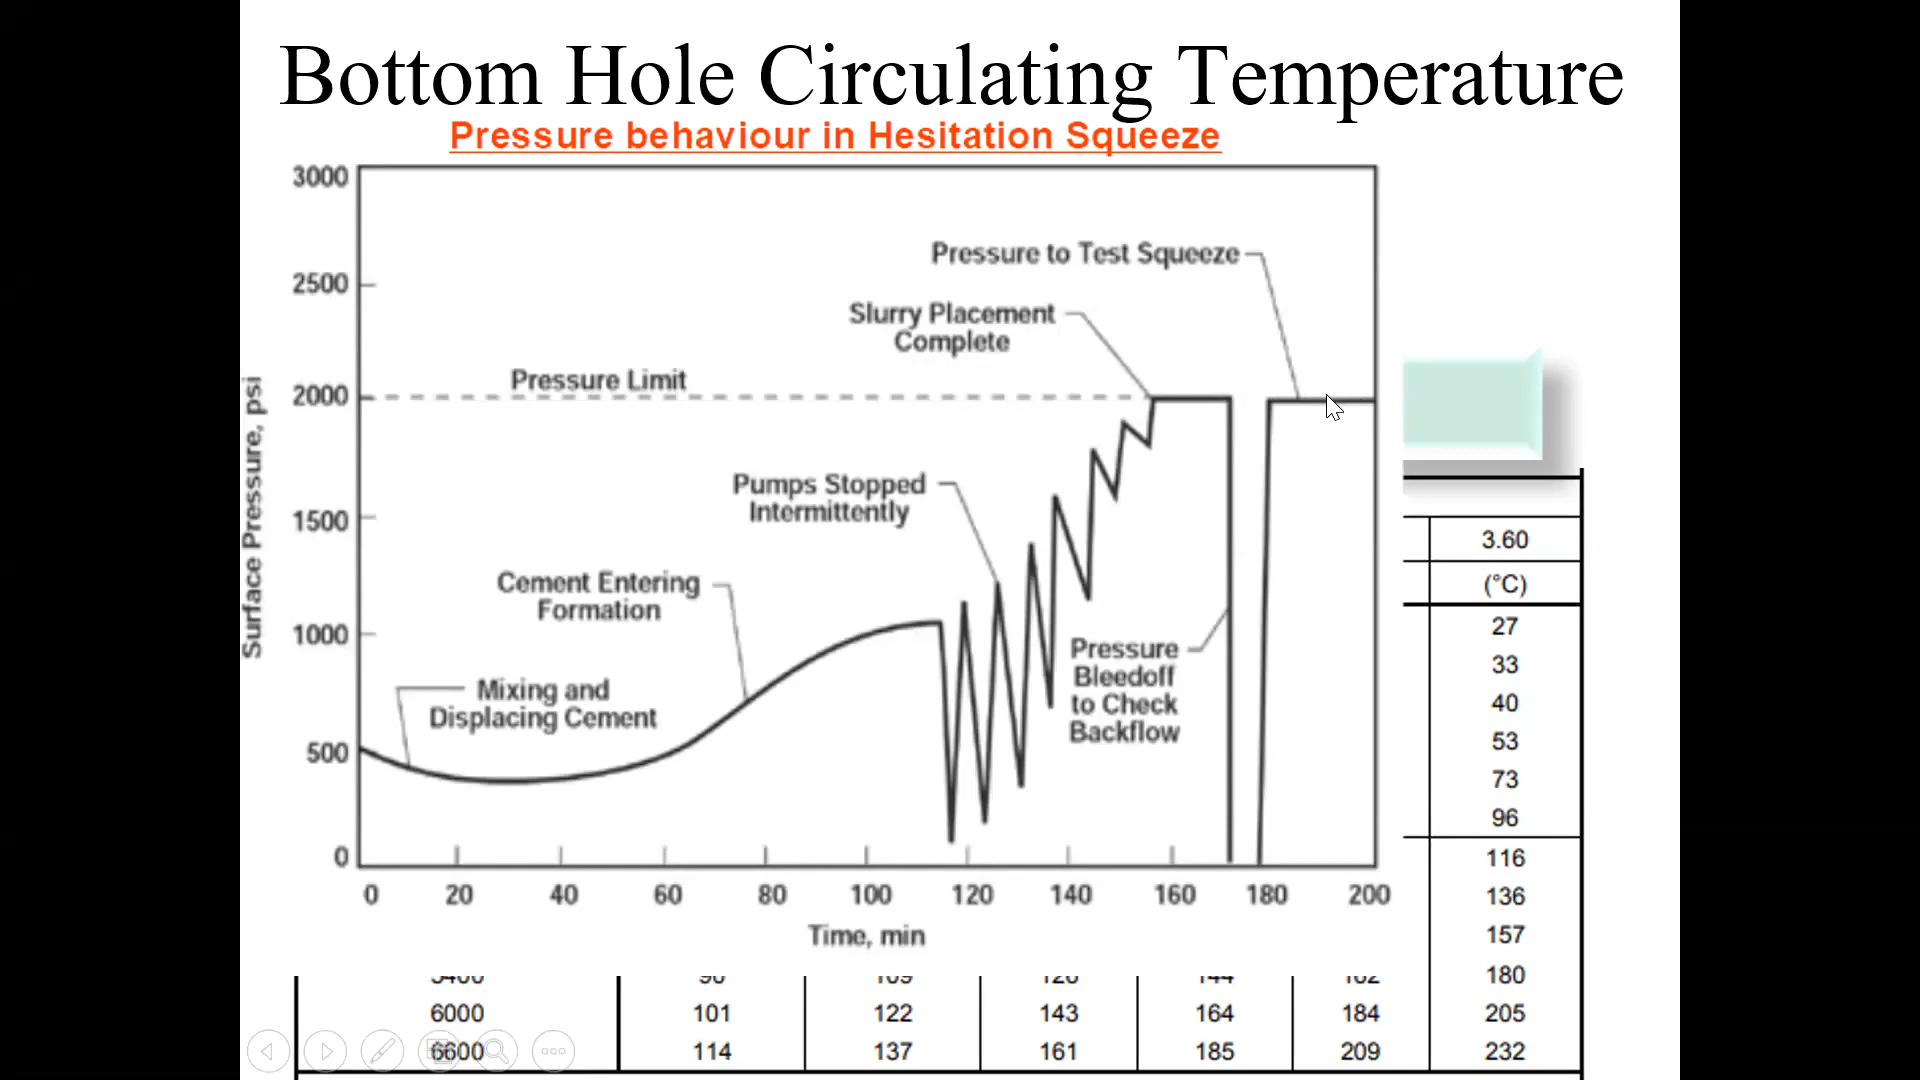 Bottom Hole Circulating Temperature
Pressure behaviour in Hesitation Squeeze
3000
2500
2000
1500
1000
500
0
Surface Pressure, psi
Pressure to Test Squeeze
Slurry Placement
Complete
Pressure Limit
Pumps Stopped
Intermittently
Cement Entering
Formation
Mixing and
Displacing Cement
Pressure
Bleedoff
to Check
Backflow
0 20 40 60 80 100 120 140 160 180 200
Time, min
3.60
(°C)
27
33
40
53
73
96
116
136
157
180
6000 101 122 143 164 184 205
6600 114 137 161 185 209 232